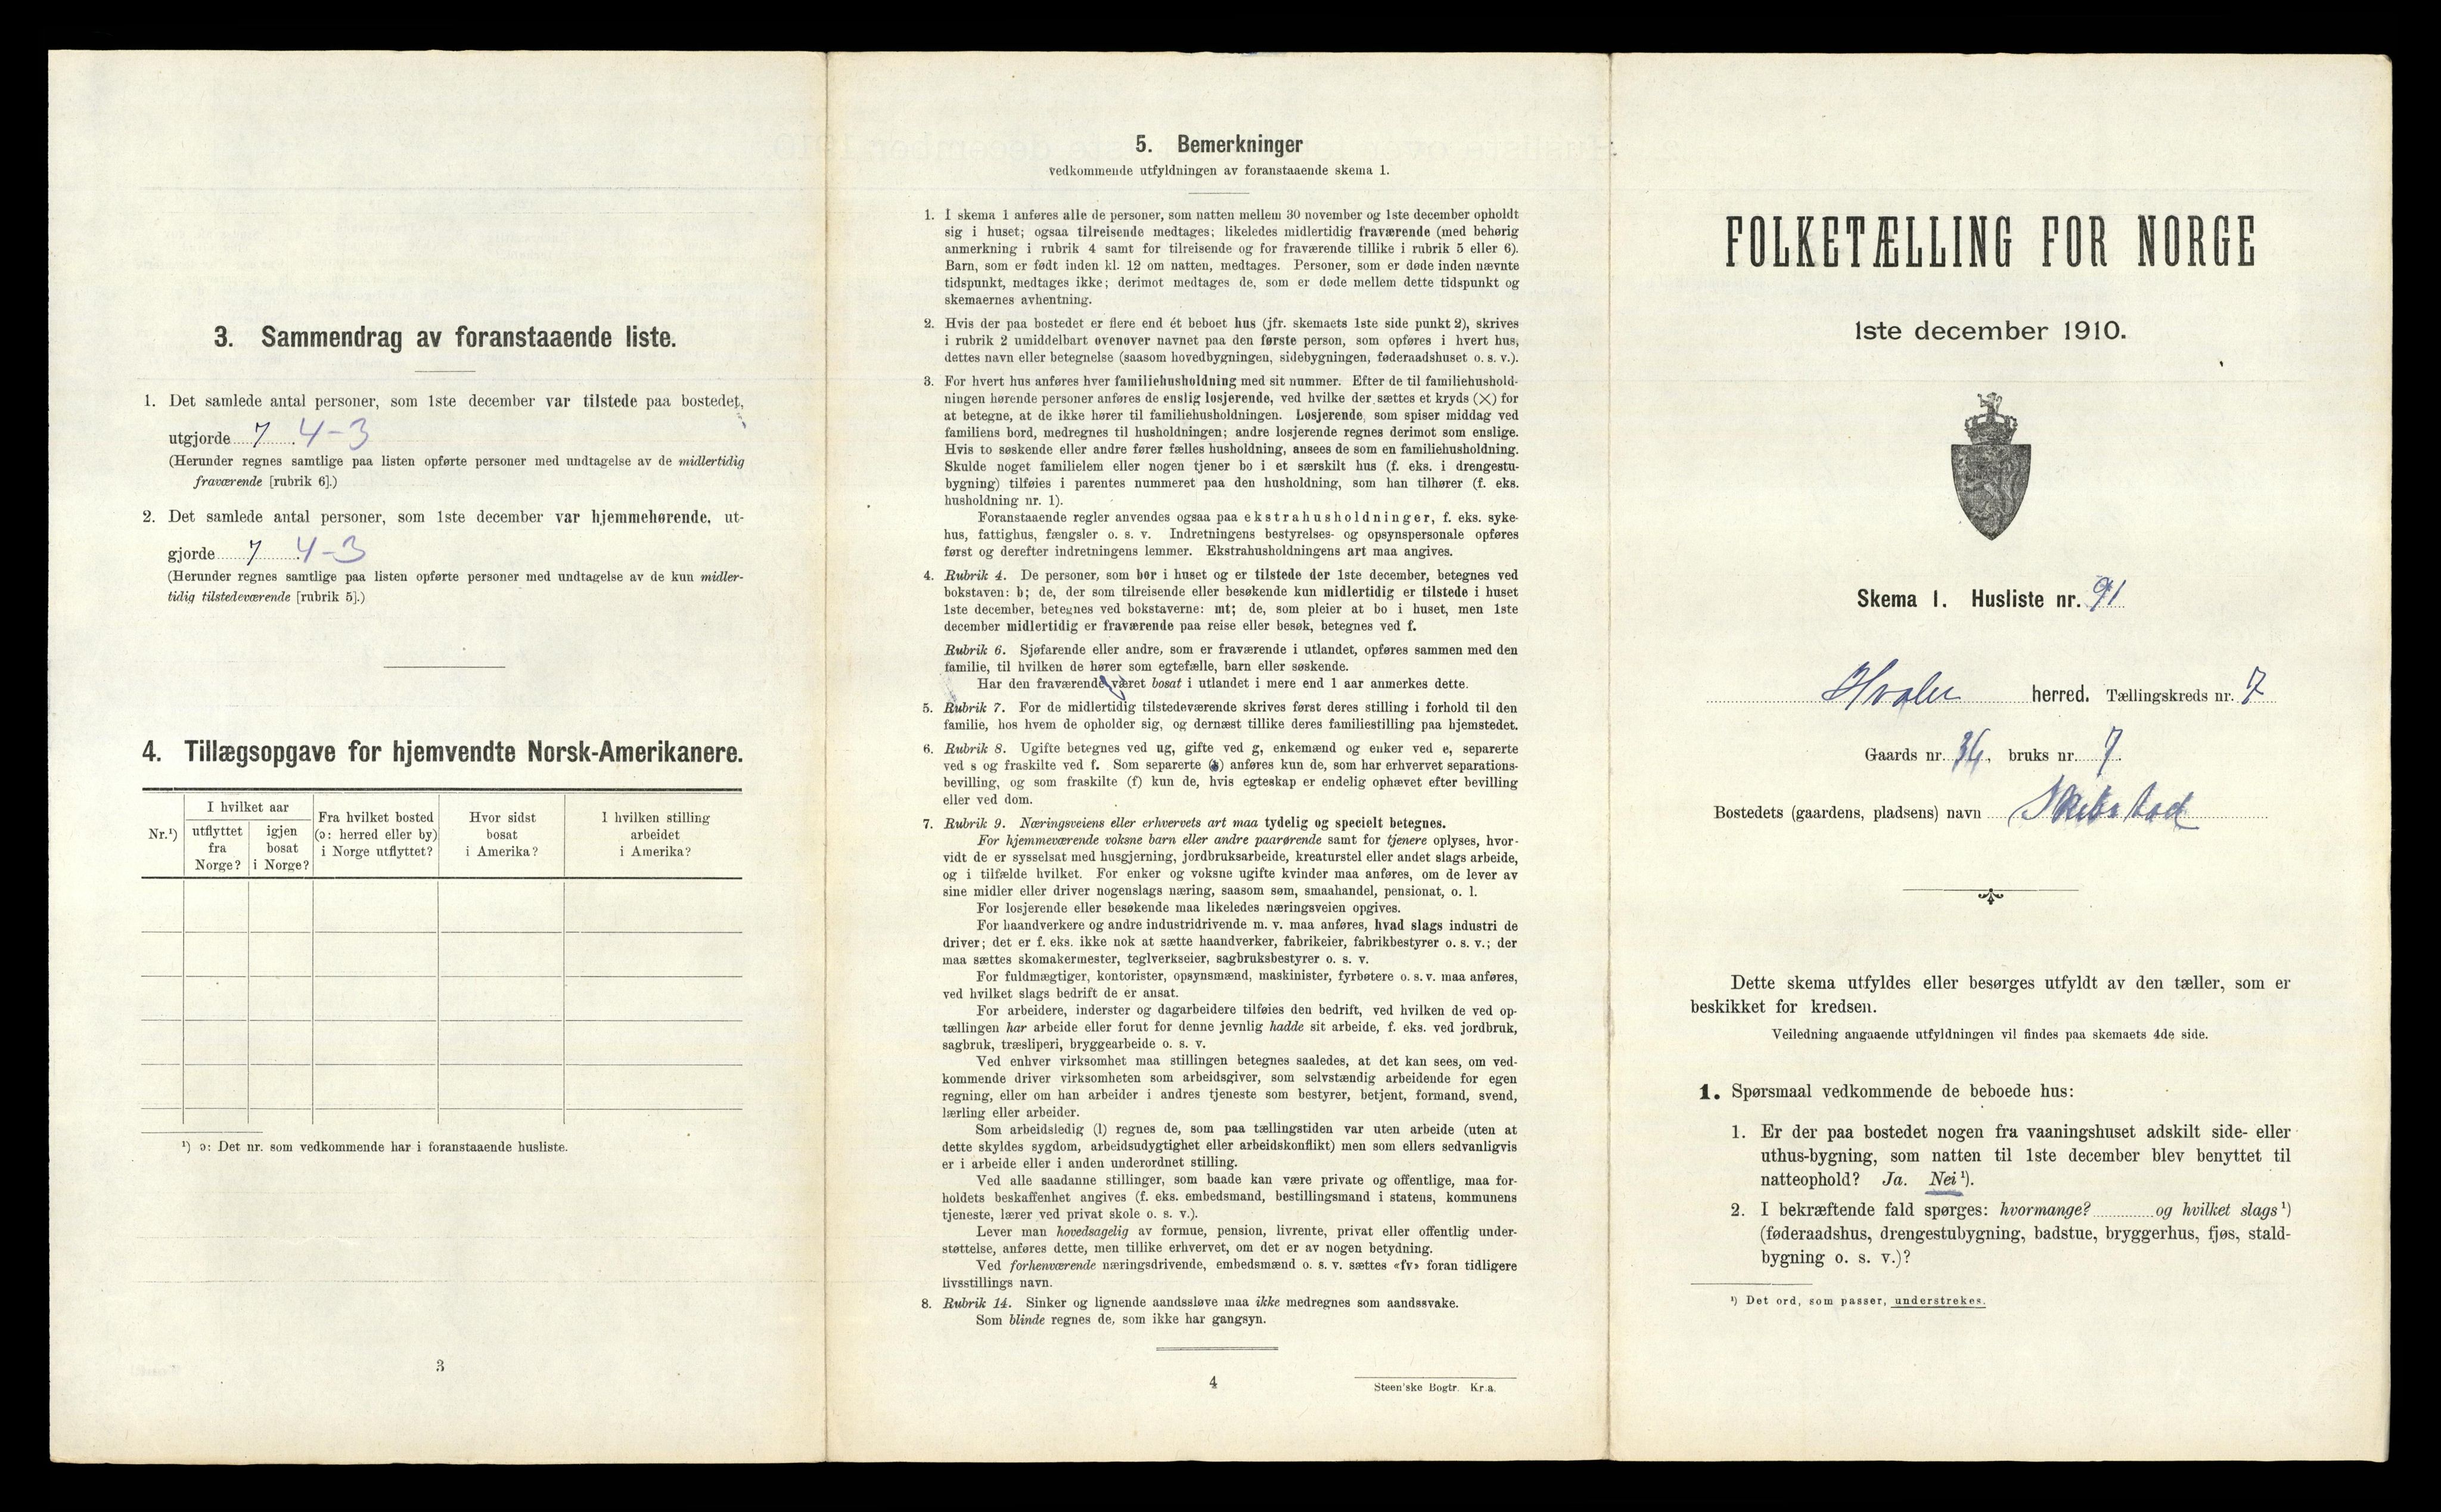 3. Sammendrag av foranstaaende liste.
1. Det samlede antal personer, som 1ste december var tilstede paa bostedet,
utgjorde 7 . 4-3
(Herunder regnes samtlige paa listen opførte personer med undtagelse av de midlertidig
fraværende [rubrik 6].)
2. Det samlede antal personer, som 1ste december var hjemmehørende, ut-
gjorde 7 . 4-3
(Herunder regnes samtlige paa listen opførte personer med undtagelse av de kun midler-
tidig tilstedeværende [rubrik 5].)
4. Tillægsopgave for hjemvendte Norsk-Amerikanere.
Nr.¹)
I hvilket aar
utflyttet
fra
Norge?
igjen
bosat
i Norge?
Fra hvilket bosted
(ɔ: herred eller by)
i Norge utflyttet?
Hvor sidst
bosat
i Amerika?
I hvilken stilling
arbeidet
i Amerika?
¹) ɔ: Det nr. som vedkommende har i foranstaaende husliste.
3
5. Bemerkninger
vedkommende utfyldningen av foranstaaende skema 1.
1. I skema 1 anføres alle de personer, som natten mellem 30 november og 1ste december opholdt
sig i huset; ogsaa tilreisende medtages; likeledes midlertidig fraværende (med behørig
anmerkning i rubrik 4 samt for tilreisende og for fraværende tillike i rubrik 5 eller 6).
Barn, som er født inden kl. 12 om natten, medtages. Personer, som er døde inden nævnte
tidspunkt, medtages ikke; derimot medtages de, som er døde mellem dette tidspunkt og
skemaernes avhentning.
2. Hvis der paa bostedet er flere end ét beboet hus (jfr. skemaets 1ste side punkt 2), skrives
i rubrik 2 umiddelbart ovenover navnet paa den første person, som opføres i hvert hus,
dettes navn eller betegnelse (saasom hovedbygningen, sidebygningen, føderaadshuset o. s. v.).
3. For hvert hus anføres hver familiehusholdning med sit nummer. Efter de til familiehushold-
ningen hørende personer anføres de enslig losjerende, ved hvilke der sættes et kryds (×) for
at betegne, at de ikke hører til familiehusholdningen. Losjerende, som spiser middag ved
familiens bord, medregnes til husholdningen; andre losjerende regnes derimot som enslige.
Hvis to søskende eller andre fører fælles husholdning, ansees de som en familiehusholdning.
Skulde noget familielem eller nogen tjener bo i et særskilt hus (f. eks. i drengestu-
bygning) tilføies i parentes nummeret paa den husholdning, som han tilhører (f. eks.
husholdning nr. 1).
Foranstaaende regler anvendes ogsaa paa ekstrahusholdninger, f. eks. syke-
hus, fattighus, fængsler o. s. v. Indretningens bestyrelses- og opsynspersonale opføres
først og derefter indretningens lemmer. Ekstrahusholdningens art maa angives.
4. Rubrik 4. De personer, som bor i huset og er tilstede der 1ste december, betegnes ved
bokstaven: b; de, der som tilreisende eller besøkende kun midlertidig er tilstede i huset
1ste december, betegnes ved bokstaverne: mt; de, som pleier at bo i huset, men 1ste
december midlertidig er fraværende paa reise eller besøk, betegnes ved f.
Rubrik 6. Sjøfarende eller andre, som er fraværende i utlandet, opføres sammen med den
familie, til hvilken de hører som egtefælle, barn eller søskende.
Har den fraværende været bosat i utlandet i mere end 1 aar anmerkes dette.
5. Rubrik 7. For de midlertidig tilstedeværende skrives først deres stilling i forhold til den
familie, hos hvem de opholder sig, og dernæst tillike deres familiestilling paa hjemstedet.
6. Rubrik 8. Ugifte betegnes ved ug, gifte ved g, enkemænd og enker ved e, separerte
ved s og fraskilte ved f. Som separerte (s) anføres kun de, som har erhvervet separations-
bevilling, og som fraskilte (f) kun de, hvis egteskap er endelig ophævet efter bevilling
eller ved dom.
7. Rubrik 9. Næringsveiens eller erhvervets art maa tydelig og specielt betegnes.
For hjemmeværende voksne barn eller andre paarørende samt for tjenere oplyses, hvor-
vidt de er sysselsat med husgjerning, jordbruksarbeide, kreaturstel eller andet slags arbeide,
og i tilfælde hvilket. For enker og voksne ugifte kvinder maa anføres, om de lever av
sine midler eller driver nogenslags næring, saasom søm, smaahandel, pensionat, o. l.
For losjerende eller besøkende maa likeledes næringsveien opgives.
For haandverkere og andre industridrivende m. v. maa anføres, hvad slags industri de
driver; det er f. eks. ikke nok at sætte haandverker, fabrikeier, fabrikbestyrer o. s. v.; der
maa sættes skomakermester, teglverkseier, sagbruksbestyrer o. s. v.
For fuldmægtiger, kontorister, opsynsmænd, maskinister, fyrbøtere o. s. v. maa anføres,
ved hvilket slags bedrift de er ansat.
For arbeidere, inderster og dagarbeidere tilføies den bedrift, ved hvilken de ved op-
tællingen har arbeide eller forut for denne jevnlig hadde sit arbeide, f. eks. ved jordbruk,
sagbruk, træsliperi, bryggearbeide o. s. v.
Ved enhver virksomhet maa stillingen betegnes saaledes, at det kan sees, om ved-
kommende driver virksomheten som arbeidsgiver, som selvstændig arbeidende for egen
regning, eller om han arbeider i andres tjeneste som bestyrer, betjent, formand, svend,
lærling eller arbeider.
Som arbeidsledig (l) regnes de, som paa tællingstiden var uten arbeide (uten at
dette skyldes sygdom, arbeidsudygtighet eller arbeidskonflikt) men som ellers sedvanligvis
er i arbeide eller i anden underordnet stilling.
Ved alle saadanne stillinger, som baade kan være private og offentlige, maa for-
holdets beskaffenhet angives (f. eks. embedsmand, bestillingsmand i statens, kommunens
tjeneste, lærer ved privat skole o. s. v.).
Lever man hovedsagelig av formue, pension, livrente, privat eller offentlig under-
støttelse, anføres dette, men tillike erhvervet, om det er av nogen betydning.
Ved forhenværende næringsdrivende, embedsmænd o. s. v. sættes «fv» foran tidligere
livsstillings navn.
8. Rubrik 14. Sinker og lignende aandssløve maa ikke medregnes som aandssvake.
Som blinde regnes de, som ikke har gangsyn.
4
Steen'ske Bogtr. Kr.a.
FOLKETÆLLING FOR NORGE
1ste december 1910.
Skema 1. Husliste nr. 91
Hvaler herred. Tællingskreds nr. 7
Gaards nr. 34, bruks nr. 7.
Bostedets (gaardens, pladsens) navn Skibstad
Dette skema utfyldes eller besørges utfyldt av den tæller, som er
beskikket for kredsen.
Veiledning angaaende utfyldningen vil findes paa skemaets 4de side.
1. Spørsmaal vedkommende de beboede hus:
1. Er der paa bostedet nogen fra vaaningshuset adskilt side- eller
uthus-bygning, som natten til 1ste december blev benyttet til
natteophold? Ja. Nei ¹).
2. I bekræftende fald spørges: hvormange? og hvilket slags ¹)
(føderaadshus, drengestubygning, badstue, bryggerhus, fjøs, stald-
bygning o. s. v.)?
¹) Det ord, som passer, understrekes.